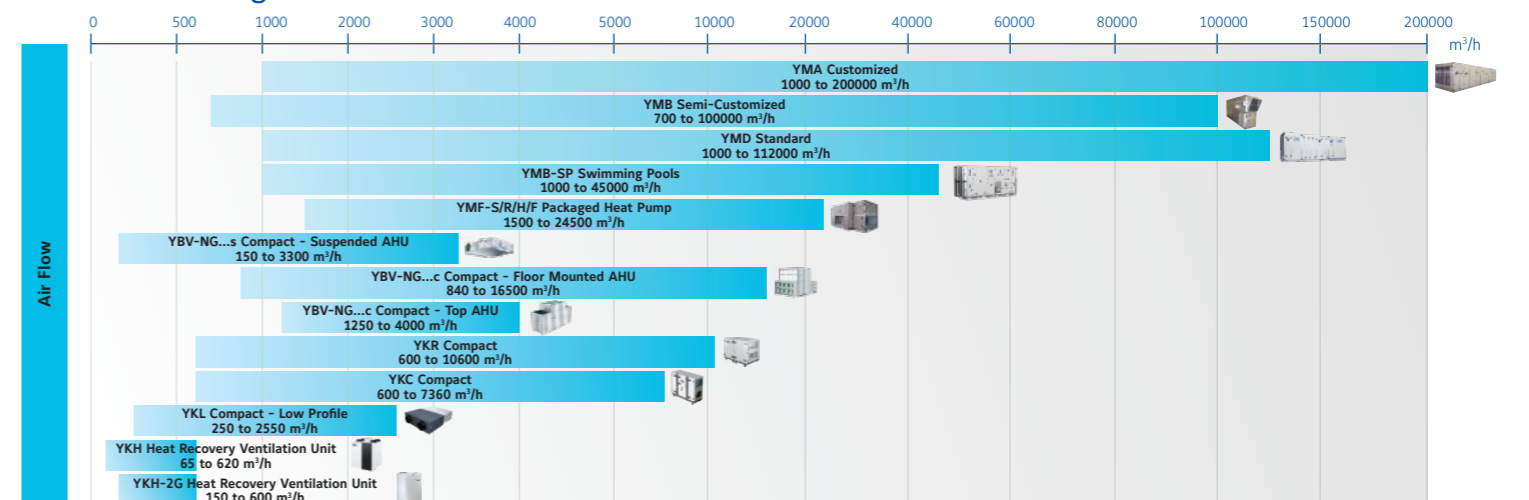 0 500 1000 2000 3000 4000 5000 10000 20000 40000 60000 80000 100000 150000 200000
m³/h
Air Flow
YMA Customized
1000 to 200000 m³/h
YMB Semi-Customized
700 to 100000 m³/h
YMD Standard
1000 to 112000 m³/h
YMB-SP Swimming Pools
1000 to 45000 m³/h
YMF-S/R/H/F Packaged Heat Pump
1500 to 24500 m³/h
YBV-NG...s Compact - Suspended AHU
150 to 3300 m³/h
YBV-NG...c Compact - Floor Mounted AHU
840 to 16500 m³/h
YBV-NG...c Compact - Top AHU
1250 to 4000 m³/h
YKR Compact
600 to 10600 m³/h
YKC Compact
600 to 7360 m³/h
YKL Compact - Low Profile
250 to 2550 m³/h
YKH Heat Recovery Ventilation Unit
65 to 620 m³/h
YKH-2G Heat Recovery Ventilation Unit
150 to 600 m³/h